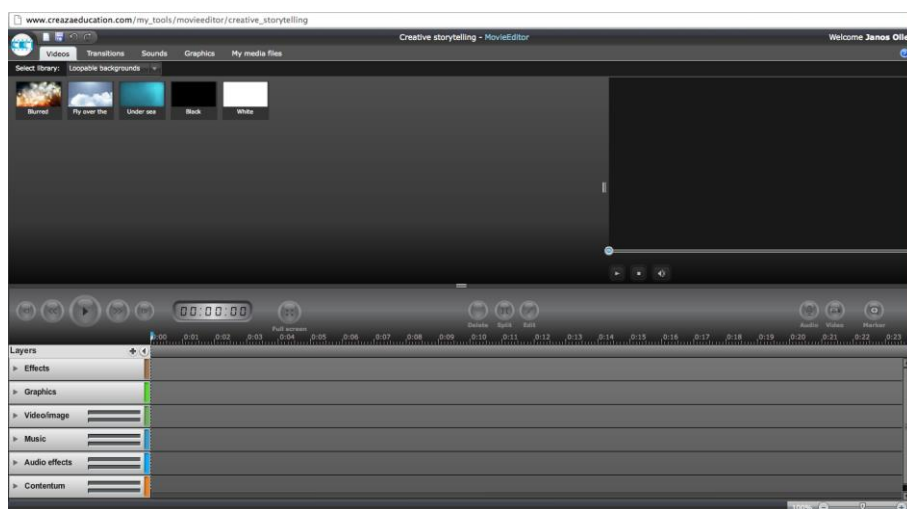 www.creazaeducation.com/my_tools/movieeditor/creative_storytelling
Creative storytelling - MovieEditor
Welcome Janos Olle
Videos Transitions Sounds Graphics My media files
Select library: Loopable backgrounds
Blurred Fly over the Under sea Black White
00:00:00
Full screen
Delete Split Edit
Audio Video Marker
0:00 0:01 0:02 0:03 0:04 0:05 0:06 0:07 0:08 0:09 0:10 0:11 0:12 0:13 0:14 0:15 0:16 0:17 0:18 0:19 0:20 0:21 0:22 0:23
Layers
Effects
Graphics
Video/image
Music
Audio effects
Contentum
100%